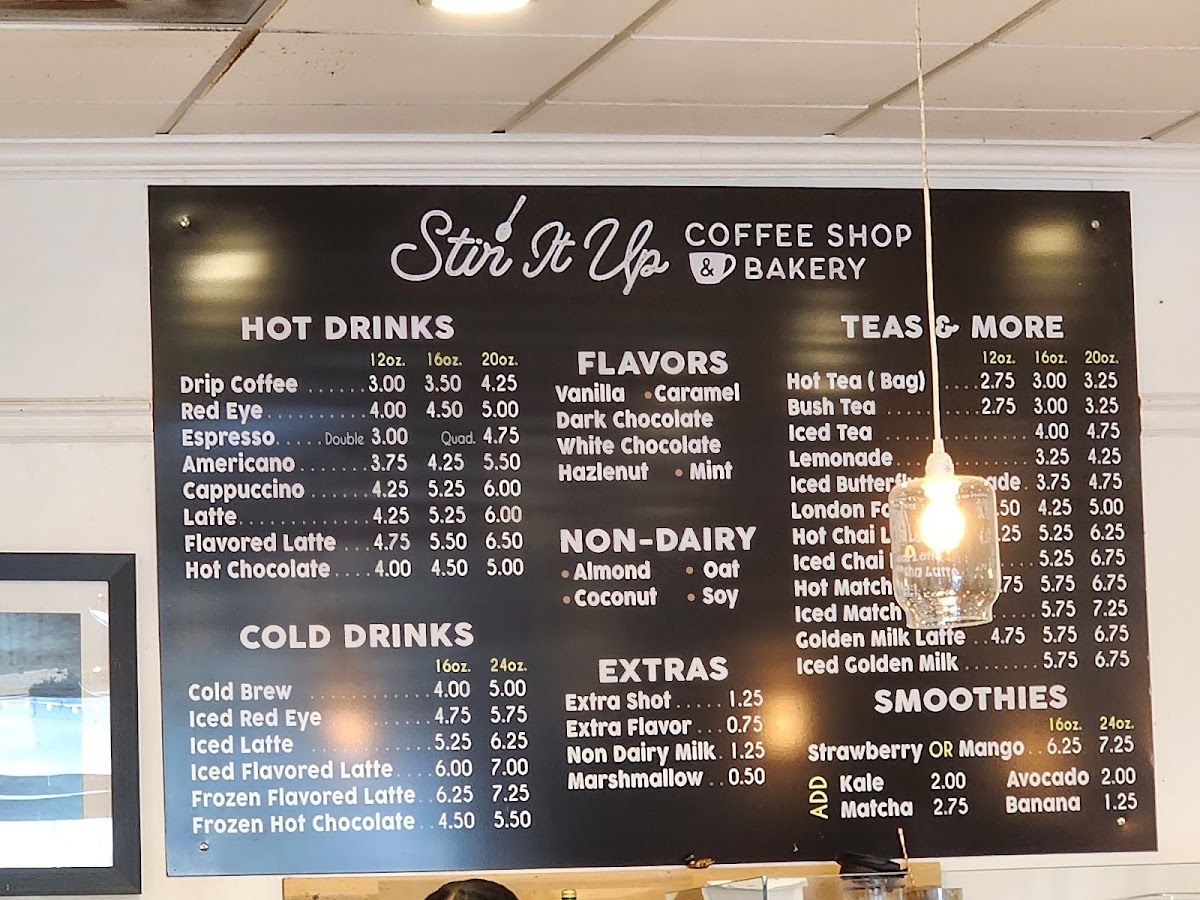 Stir It Up COFFEE SHOP
& BAKERY
HOT DRINKS
12oz. 16oz. 20oz.
Drip Coffee ....... 3.00 3.50 4.25
Red Eye .......... 4.00 4.50 5.00
Espresso ..... Double 3.00 Quad. 4.75
Americano ....... 3.75 4.25 5.50
Cappuccino ...... 4.25 5.25 6.00
Latte ............. 4.25 5.25 6.00
Flavored Latte ... 4.75 5.50 6.50
Hot Chocolate .... 4.00 4.50 5.00
COLD DRINKS
16oz. 24oz.
Cold Brew ............ 4.00 5.00
Iced Red Eye ........ 4.75 5.75
Iced Latte ............ 5.25 6.25
Iced Flavored Latte .... 6.00 7.00
Frozen Flavored Latte .. 6.25 7.25
Frozen Hot Chocolate .. 4.50 5.50
FLAVORS
Vanilla • Caramel
Dark Chocolate
White Chocolate
Hazlenut • Mint
NON-DAIRY
• Almond • Oat
• Coconut • Soy
EXTRAS
Extra Shot ..... 1.25
Extra Flavor ... 0.75
Non Dairy Milk . 1.25
Marshmallow .. 0.50
TEAS & MORE
12oz. 16oz. 20oz.
Hot Tea ( Bag) .... 2.75 3.00 3.25
Bush Tea .......... 2.75 3.00 3.25
Iced Tea ................ 4.00 4.75
Lemonade .............. 3.25 4.25
Iced . 3.75 4.75
London 4.25 5.00
Hot Chai 5.25 6.25
Iced Chai 5.25 6.75
Hot Match 5.75 6.75
Iced Match 5.75 7.25
Golden Milk Latte .. 4.75 5.75 6.75
Iced Golden Milk ........ 5.75 6.75
SMOOTHIES
16oz. 24oz.
Strawberry OR Mango .. 6.25 7.25
ADD
Kale 2.00 Avocado 2.00
Matcha 2.75 Banana 1.25